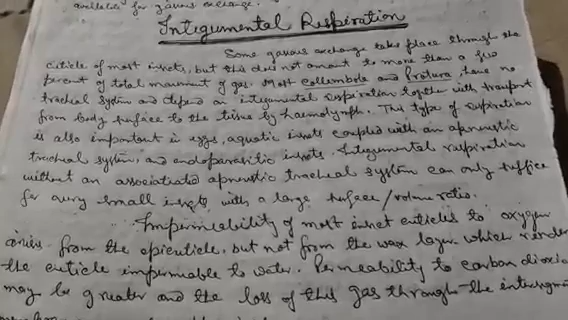 available for gaseous exchange.
Integumental Respiration
Some gaseous exchange takes place through the
cuticle of most insects, but this does not amount to more than a few
percent of total movement of gas. Most collembola and Protura have no
tracheal system and depend on integumental respiration together with transport
from body surface to the tissue by haemolymph. This type of respiration
is also important in eggs, aquatic insects coupled with an apneustic
tracheal system, and endoparasitic insects. Integumental respiration
without an associated apneustic tracheal system can only suffice
for very small insects with a large surface/volume ratio.
Impermeability of most insect cuticles to oxygen
arises from the epicuticle, but not from the wax layer which render
the cuticle impermeable to water. Permeability to carbon dioxi
may be greater and the loss of this gas through the integum